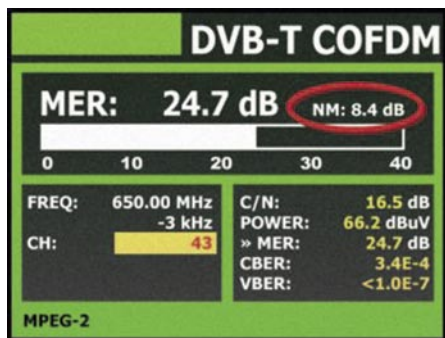 DVB-T COFDM
MER: 24.7 dB NM: 8.4 dB
0 10 20 30 40
FREQ: 650.00 MHz
-3 kHz
CH: 43
C/N: 16.5 dB
POWER: 66.2 dBuV
» MER: 24.7 dB
CBER: 3.4E-4
VBER: <1.0E-7
MPEG-2